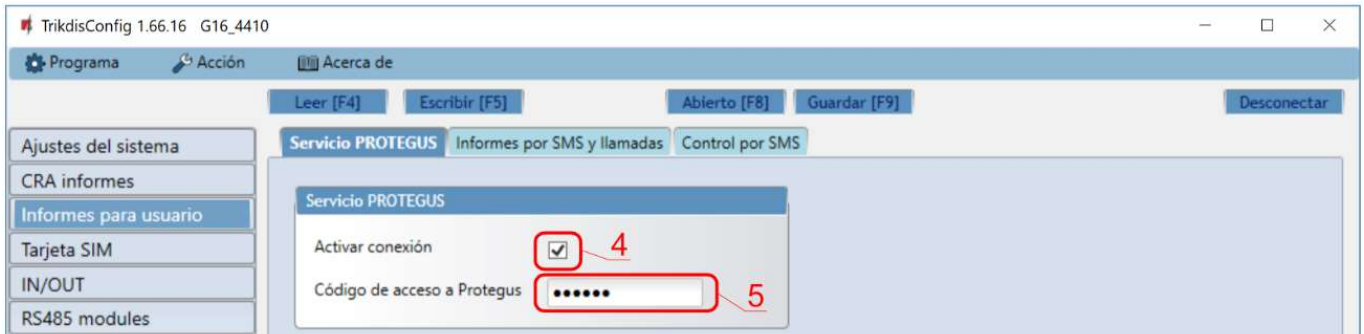 TrikdisConfig 1.66.16 G16_4410
Programa Acción Acerca de
Leer [F4] Escribir [F5] Abierto [F8] Guardar [F9] Desconectar
Ajustes del sistema
CRA informes
Informes para usuario
Tarjeta SIM
IN/OUT
RS485 modules
Servicio PROTEGUS Informes por SMS y llamadas Control por SMS
Servicio PROTEGUS
Activar conexión 4
Código de acceso a Protegus •••••• 5